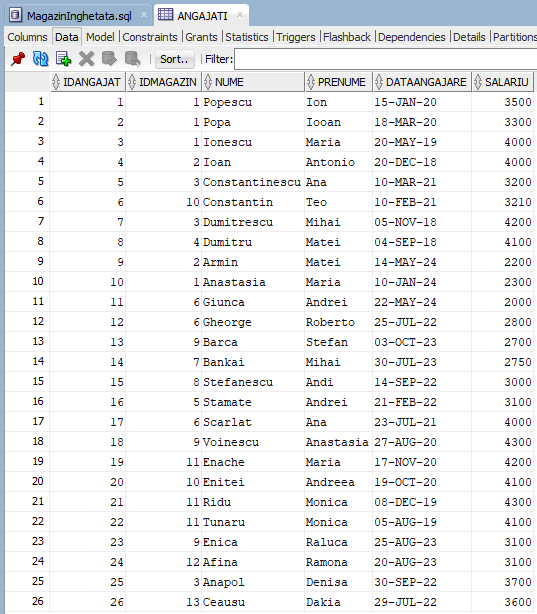 MagazinInghetata.sql × ANGAJATI ×
Columns Data Model Constraints Grants Statistics Triggers Flashback Dependencies Details Partitions
Sort.. Filter:
IDANGAJAT IDMAGAZIN NUME PRENUME DATAANGAJARE SALARIU
1 1 1 Popescu Ion 15-JAN-20 3500
2 2 1 Popa Iooan 18-MAR-20 3300
3 3 1 Ionescu Maria 20-MAY-19 4000
4 4 2 Ioan Antonio 20-DEC-18 4000
5 5 3 Constantinescu Ana 10-MAR-21 3200
6 6 10 Constantin Teo 10-FEB-21 3210
7 7 3 Dumitrescu Mihai 05-NOV-18 4200
8 8 4 Dumitru Matei 04-SEP-18 4100
9 9 2 Armin Matei 14-MAY-24 2200
10 10 1 Anastasia Maria 10-JAN-24 2300
11 11 6 Giunca Andrei 22-MAY-24 2000
12 12 6 Gheorge Roberto 25-JUL-22 2800
13 13 9 Barca Stefan 03-OCT-23 2700
14 14 7 Bankai Mihai 30-JUL-23 2750
15 15 8 Stefanescu Andi 14-SEP-22 3000
16 16 5 Stamate Andrei 21-FEB-22 3100
17 17 6 Scarlat Ana 23-JUL-21 4000
18 18 9 Voinescu Anastasia 27-AUG-20 4300
19 19 11 Enache Maria 17-NOV-20 4200
20 20 10 Enitei Andreea 19-OCT-20 4100
21 21 11 Ridu Monica 08-DEC-19 4300
22 22 11 Tunaru Monica 05-AUG-19 4100
23 23 9 Enica Raluca 25-AUG-23 3100
24 24 12 Afina Ramona 20-AUG-23 3100
25 25 3 Anapol Denisa 30-SEP-22 3700
26 26 13 Ceausu Dakia 29-JUL-22 3600